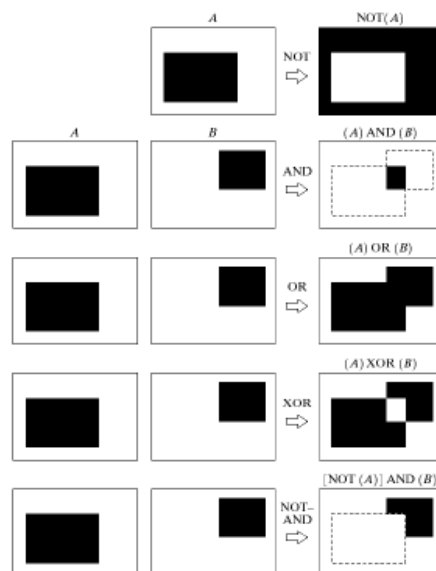 A
NOT(A)
NOT
A
B
(A) AND (B)
AND
(A) OR (B)
OR
(A) XOR (B)
XOR
[NOT (A)] AND (B)
NOT–
AND